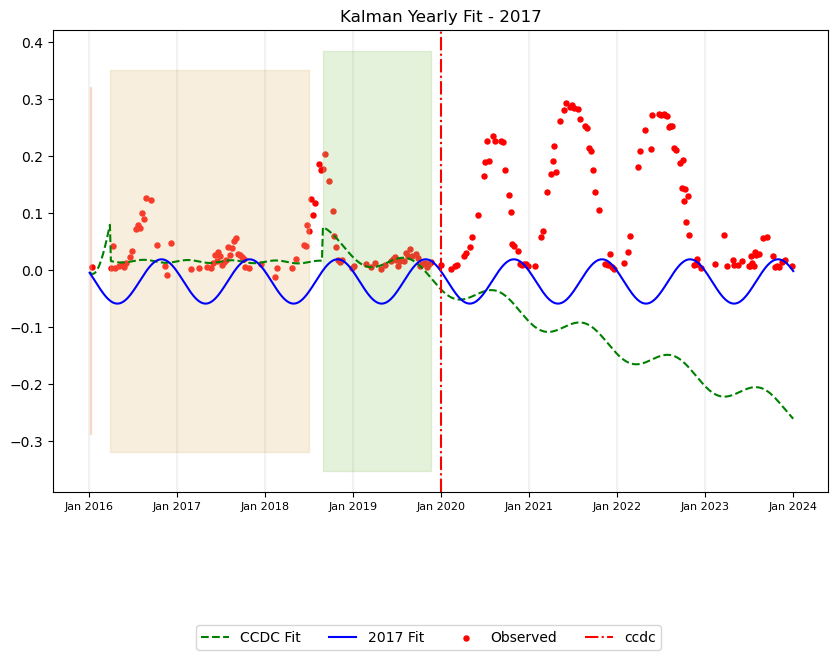 Kalman Yearly Fit - 2017
0.4
0.3
0.2
0.1
0.0
−0.1
−0.2
−0.3
Jan 2016 Jan 2017 Jan 2018 Jan 2019 Jan 2020 Jan 2021 Jan 2022 Jan 2023 Jan 2024
CCDC Fit 2017 Fit Observed ccdc